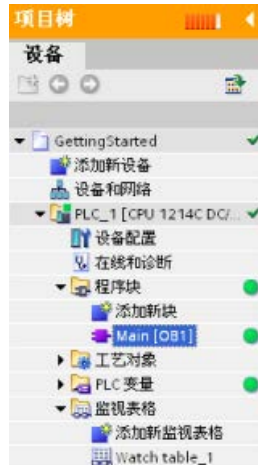 项目树
设备
GettingStarted
添加新设备
设备和网络
PLC_1 [CPU 1214C DC/...
设备配置
在线和诊断
程序块
添加新块
Main [OB1]
工艺对象
PLC 变量
监视表格
添加新监视表格
Watch table_1